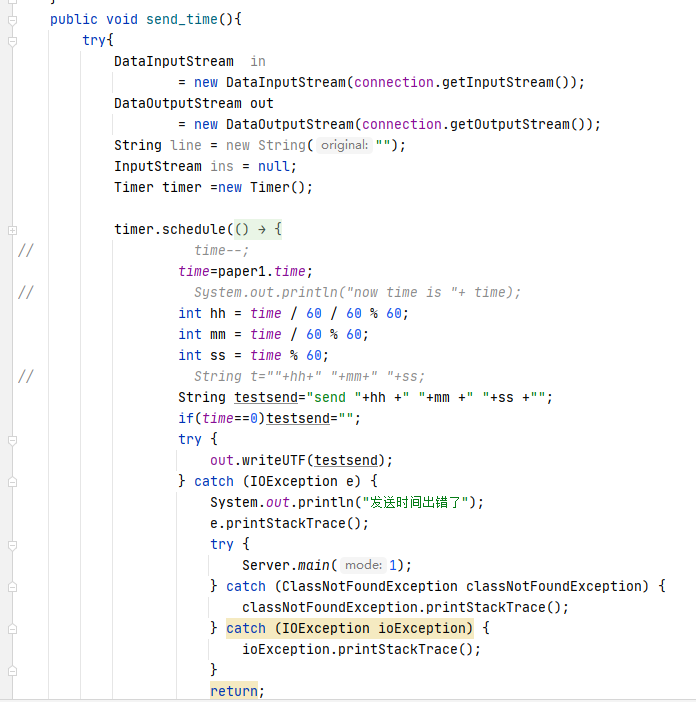 public void send_time(){
try{
DataInputStream in
= new DataInputStream(connection.getInputStream());
DataOutputStream out
= new DataOutputStream(connection.getOutputStream());
String line = new String( original: "");
InputStream ins = null;
Timer timer =new Timer();
timer.schedule(() → {
// time--;
time=paper1.time;
// System.out.println("now time is "+ time);
int hh = time / 60 / 60 % 60;
int mm = time / 60 % 60;
int ss = time % 60;
// String t=""+hh+" "+mm+" "+ss;
String testsend="send "+hh +" "+mm +" "+ss +"";
if(time==0)testsend="";
try {
out.writeUTF(testsend);
} catch (IOException e) {
System.out.println("发送时间出错了");
e.printStackTrace();
try {
Server.main( mode: 1);
} catch (ClassNotFoundException classNotFoundException) {
classNotFoundException.printStackTrace();
} catch (IOException ioException) {
ioException.printStackTrace();
}
return;